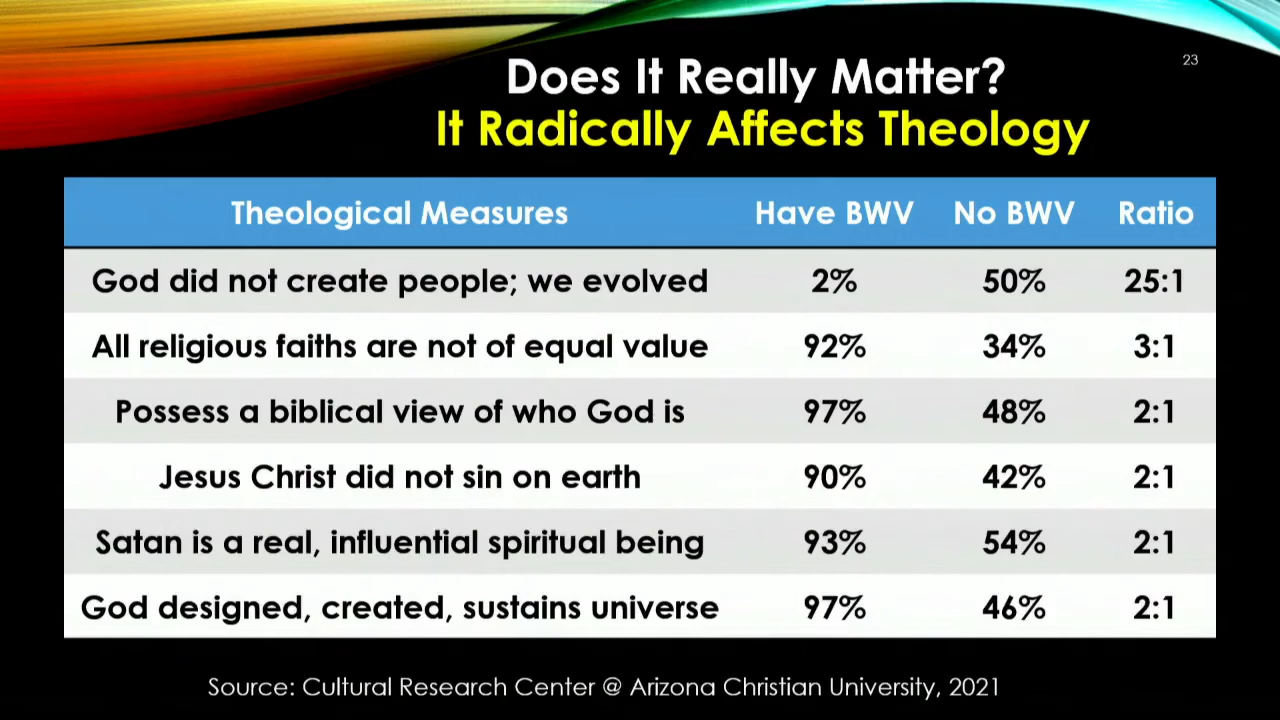 23
Does It Really Matter?
It Radically Affects Theology
Theological Measures Have BWV No BWV Ratio
God did not create people; we evolved 2% 50% 25:1
All religious faiths are not of equal value 92% 34% 3:1
Possess a biblical view of who God is 97% 48% 2:1
Jesus Christ did not sin on earth 90% 42% 2:1
Satan is a real, influential spiritual being 93% 54% 2:1
God designed, created, sustains universe 97% 46% 2:1
Source: Cultural Research Center @ Arizona Christian University, 2021